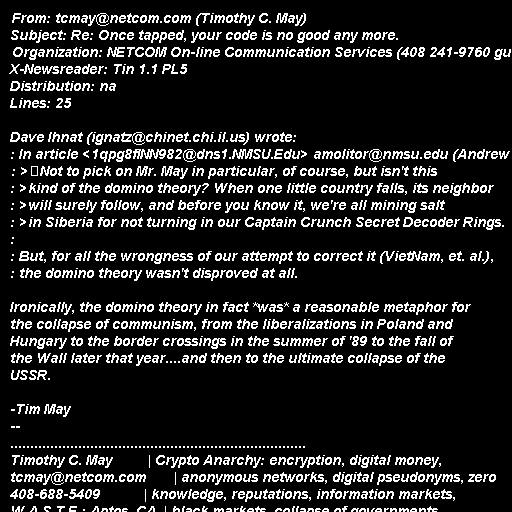 From: tcmay@netcom.com (Timothy C. May)
Subject: Re: Once tapped, your code is no good any more.
Organization: NETCOM On-line Communication Services (408 241-9760 gu
X-Newsreader: Tin 1.1 PL5
Distribution: na
Lines: 25

Dave Ihnat (ignatz@chinet.chi.il.us) wrote:
: In article <1qpg8fINN982@dns1.NMSU.Edu> amolitor@nmsu.edu (Andrew
: > Not to pick on Mr. May in particular, of course, but isn't this
: >kind of the domino theory? When one little country falls, its neighbor
: >will surely follow, and before you know it, we're all mining salt
: >in Siberia for not turning in our Captain Crunch Secret Decoder Rings.
:
: But, for all the wrongness of our attempt to correct it (VietNam, et. al.),
: the domino theory wasn't disproved at all.

Ironically, the domino theory in fact *was* a reasonable metaphor for
the collapse of communism, from the liberalizations in Poland and
Hungary to the border crossings in the summer of '89 to the fall of
the Wall later that year....and then to the ultimate collapse of the
USSR.

-Tim May
--
..........................................................................
Timothy C. May | Crypto Anarchy: encryption, digital money,
tcmay@netcom.com | anonymous networks, digital pseudonyms, zero
408-688-5409 | knowledge, reputations, information markets,
W.A.S.T.E.: Aptos, CA | black markets, collapse of governments.